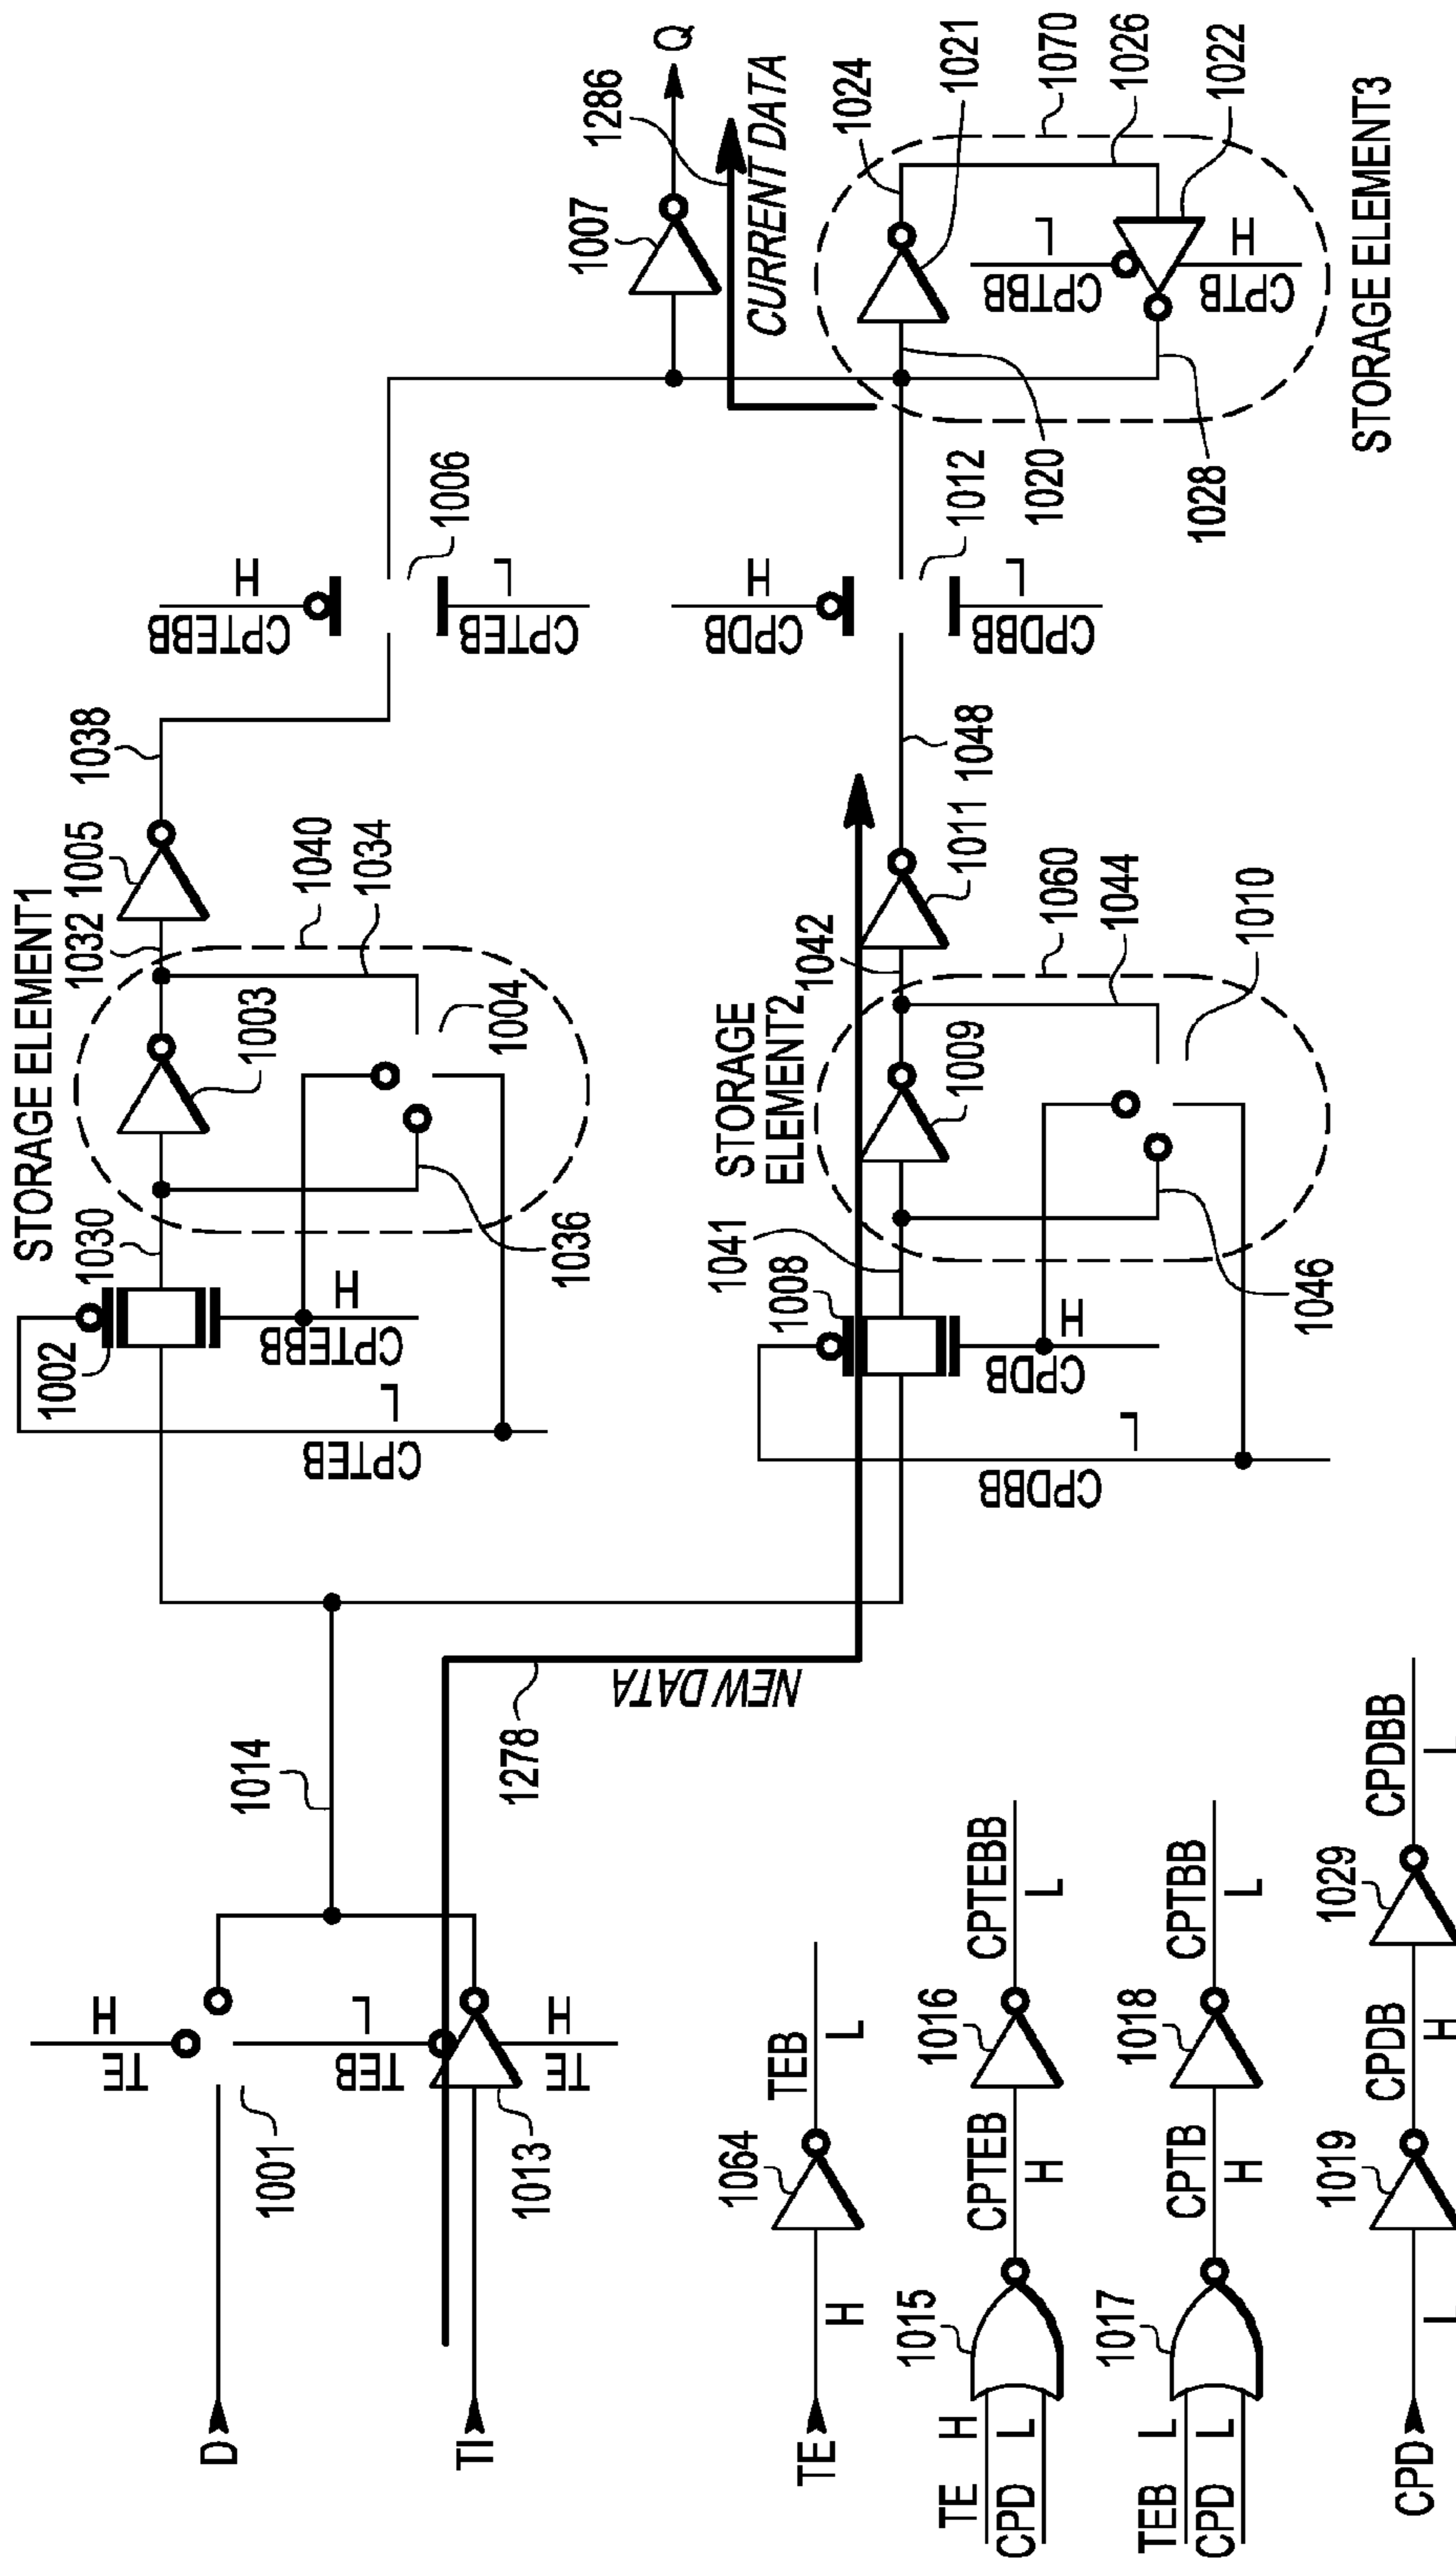 D
TI
TE
H
1001
TEB
L
TE
H
1013
1014
1278
NEW DATA
STORAGE ELEMENT1
1002
1030
CPTEBB
H
CPTEB
L
1036
1003
1004
1032
1005
1040
1034
1038
STORAGE
ELEMENT2
1008
1041
CPDB
H
CPDBB
L
1046
1009
1010
1042
1011
1060
1044
1048
CPTEBB
H
1006
CPTEB
L
CPDB
H
1012
CPDBB
L
1007
Q
1286
CURRENT DATA
1024
1021
1070
1026
1022
CPTBB
L
CPTB
H
1020
1028
STORAGE ELEMENT3
TE
H
1064
TEB
L
TE H
CPD L
1015
CPTEB
H
1016
CPTEBB
L
TEB L
CPD L
1017
CPTB
H
1018
CPTBB
L
CPD
L
1019
CPDB
H
1029
CPDBB
L